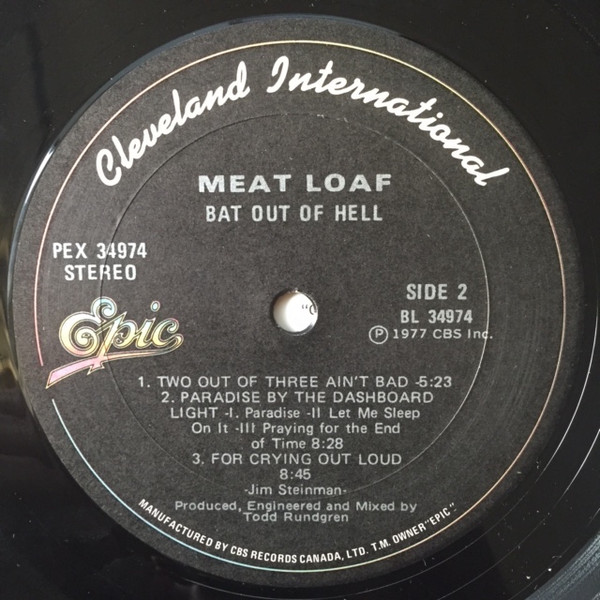 Cleveland International
MEAT LOAF
BAT OUT OF HELL
PEX 34974
STEREO
Epic
SIDE 2
BL 34974
Ⓟ 1977 CBS Inc.
1. TWO OUT OF THREE AIN'T BAD -5:23
2. PARADISE BY THE DASHBOARD
LIGHT -I. Paradise -II Let Me Sleep
On It -III Praying for the End
of Time 8:28
3. FOR CRYING OUT LOUD
8:45
-Jim Steinman-
Produced, Engineered and Mixed by
Todd Rundgren
MANUFACTURED BY CBS RECORDS CANADA, LTD. T.M. OWNER "EPIC".